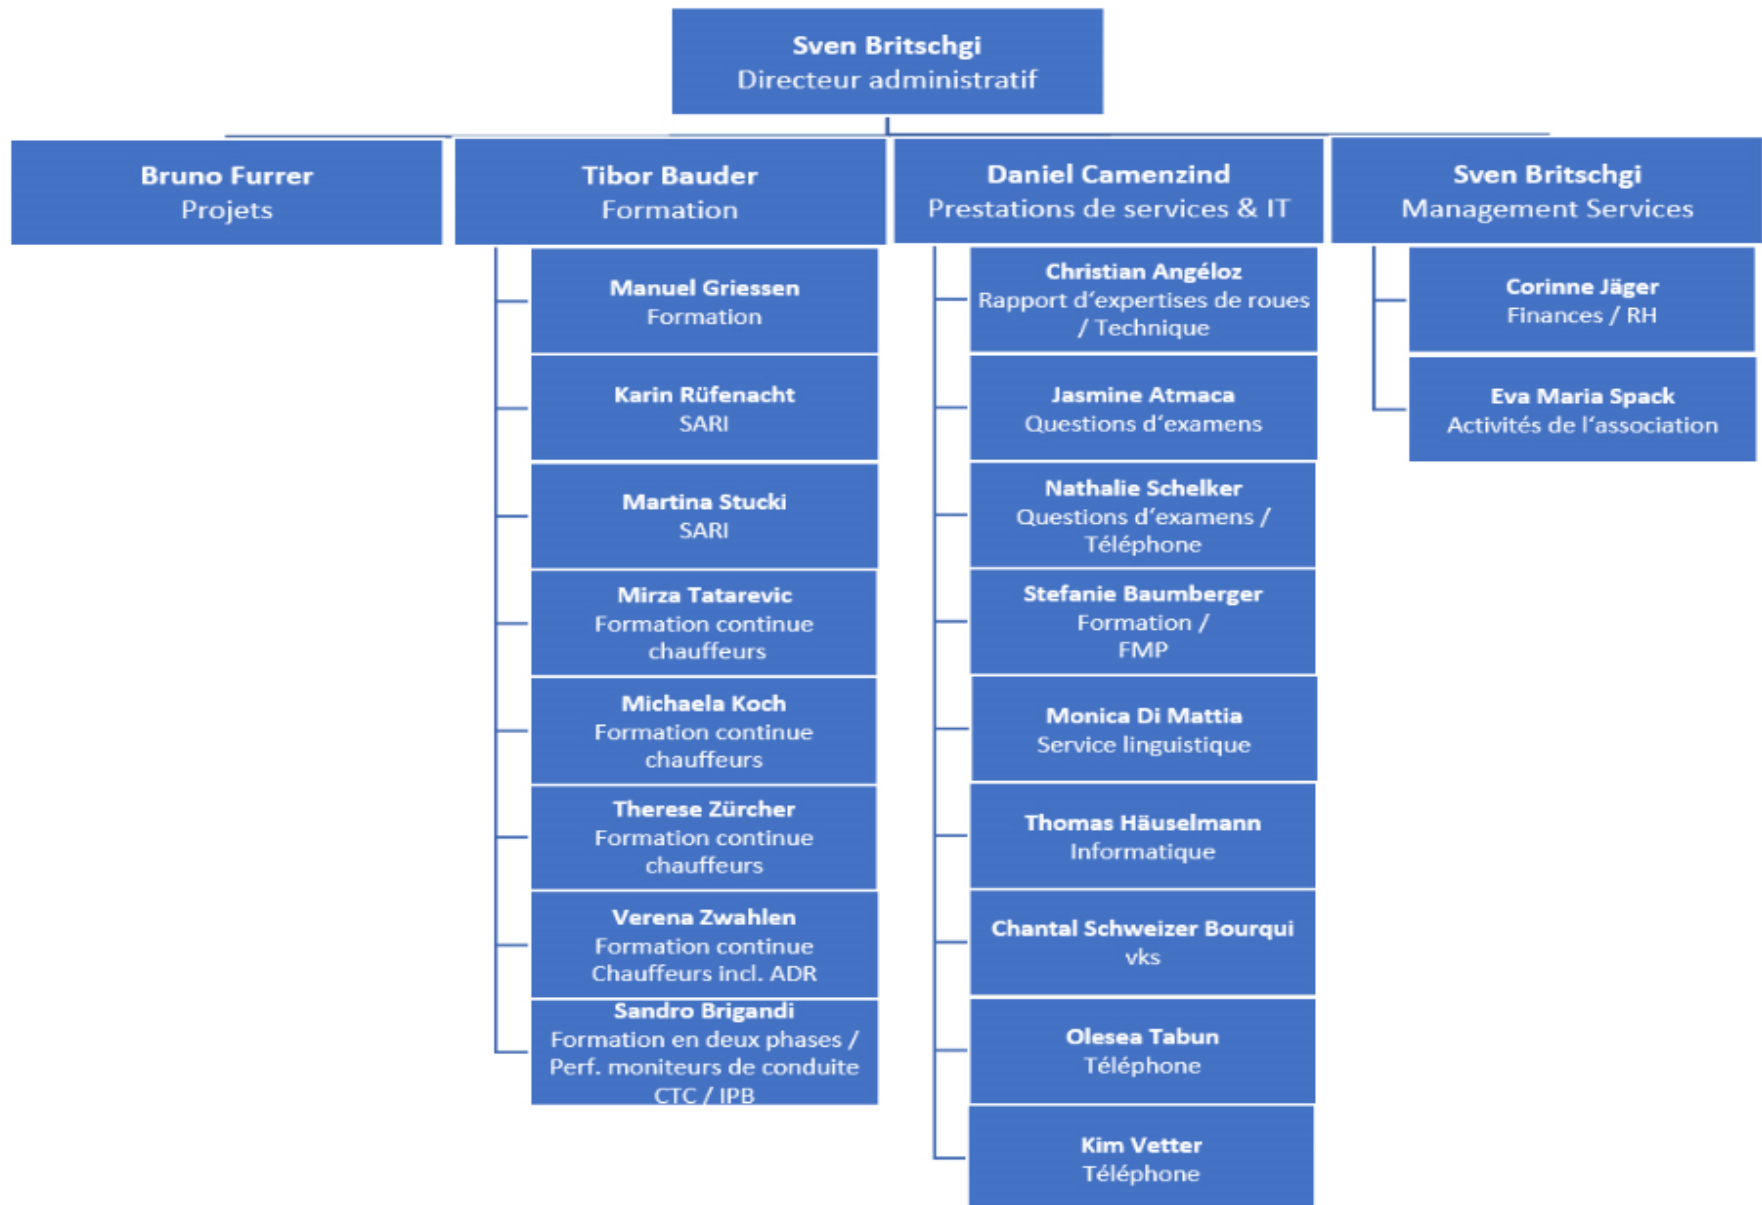 Sven Britschgi
Directeur administratif
Bruno Furrer
Projets
Tibor Bauder
Formation
Manuel Griessen
Formation
Karin Rüfenacht
SARI
Martina Stucki
SARI
Mirza Tatarevic
Formation continue
chauffeurs
Michaela Koch
Formation continue
chauffeurs
Therese Zürcher
Formation continue
chauffeurs
Verena Zwahlen
Formation continue
Chauffeurs incl. ADR
Sandro Brigandi
Formation en deux phases /
Perf. moniteurs de conduite
CTC / IPB
Daniel Camenzind
Prestations de services & IT
Christian Angéloz
Rapport d‘expertises de roues
/ Technique
Jasmine Atmaca
Questions d‘examens
Nathalie Schelker
Questions d‘examens /
Téléphone
Stefanie Baumberger
Formation /
FMP
Monica Di Mattia
Service linguistique
Thomas Häuselmann
Informatique
Chantal Schweizer Bourqui
vks
Olesea Tabun
Téléphone
Kim Vetter
Téléphone
Sven Britschgi
Management Services
Corinne Jäger
Finances / RH
Eva Maria Spack
Activités de l‘association